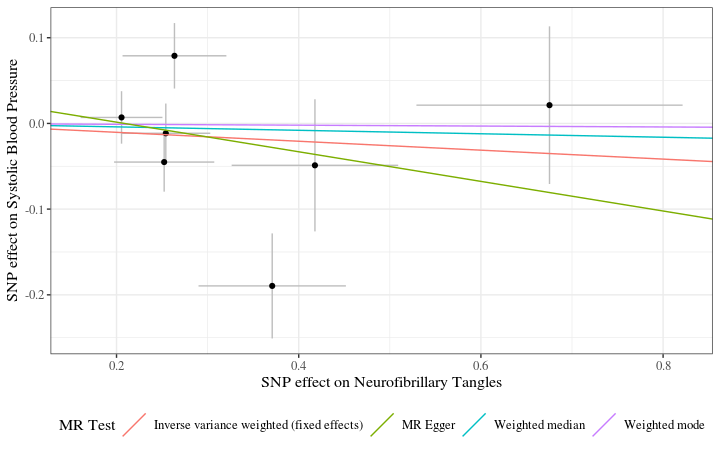 0.1
0.0
-0.1
-0.2
SNP effect on Systolic Blood Pressure
0.2 0.4 0.6 0.8
SNP effect on Neurofibrillary Tangles
MR Test Inverse variance weighted (fixed effects) MR Egger Weighted median Weighted mode